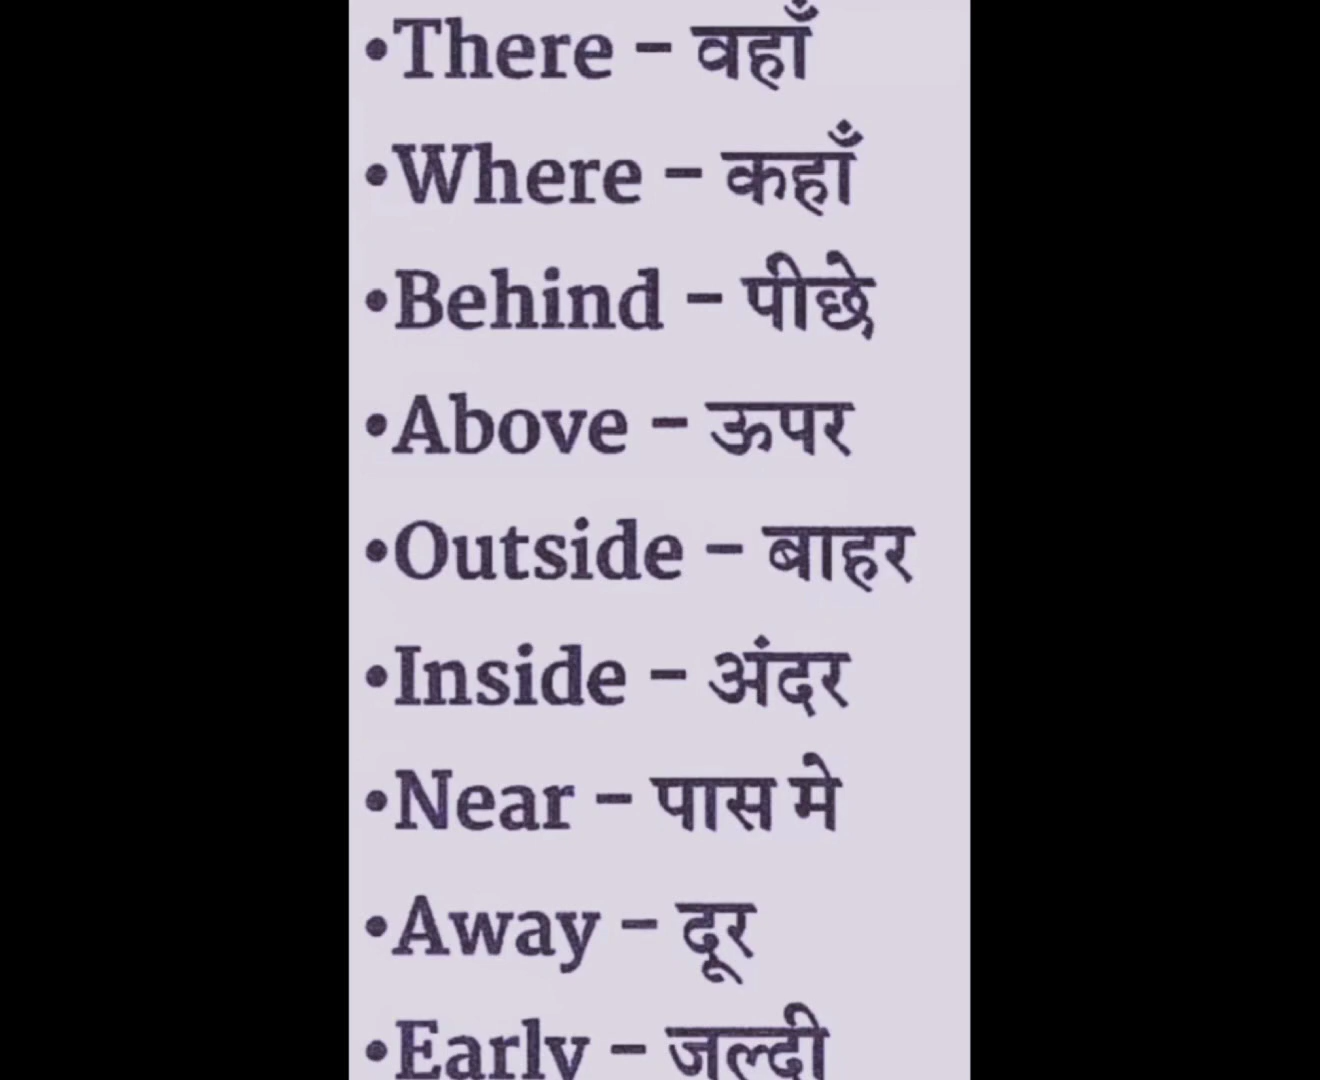 •There - वहाँ
•Where - कहाँ
•Behind - पीछे
•Above - ऊपर
•Outside - बाहर
•Inside - अंदर
•Near - पास मे
•Away - दूर
•Early - जल्दी